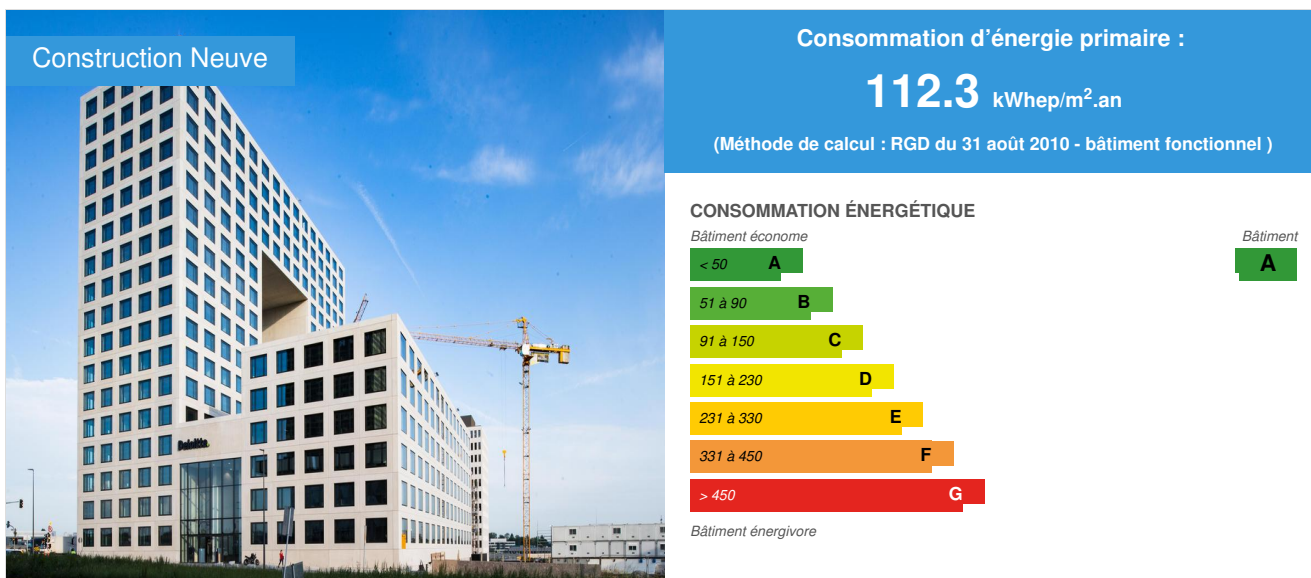 Construction Neuve
Deloitte.
Consommation d'énergie primaire :
112.3 kWhep/m².an
(Méthode de calcul : RGD du 31 août 2010 - bâtiment fonctionnel )
CONSOMMATION ÉNERGÉTIQUE
Bâtiment économe
Bâtiment
< 50 A
A
51 à 90 B
91 à 150 C
151 à 230 D
231 à 330 E
331 à 450 F
> 450 G
Bâtiment énergivore